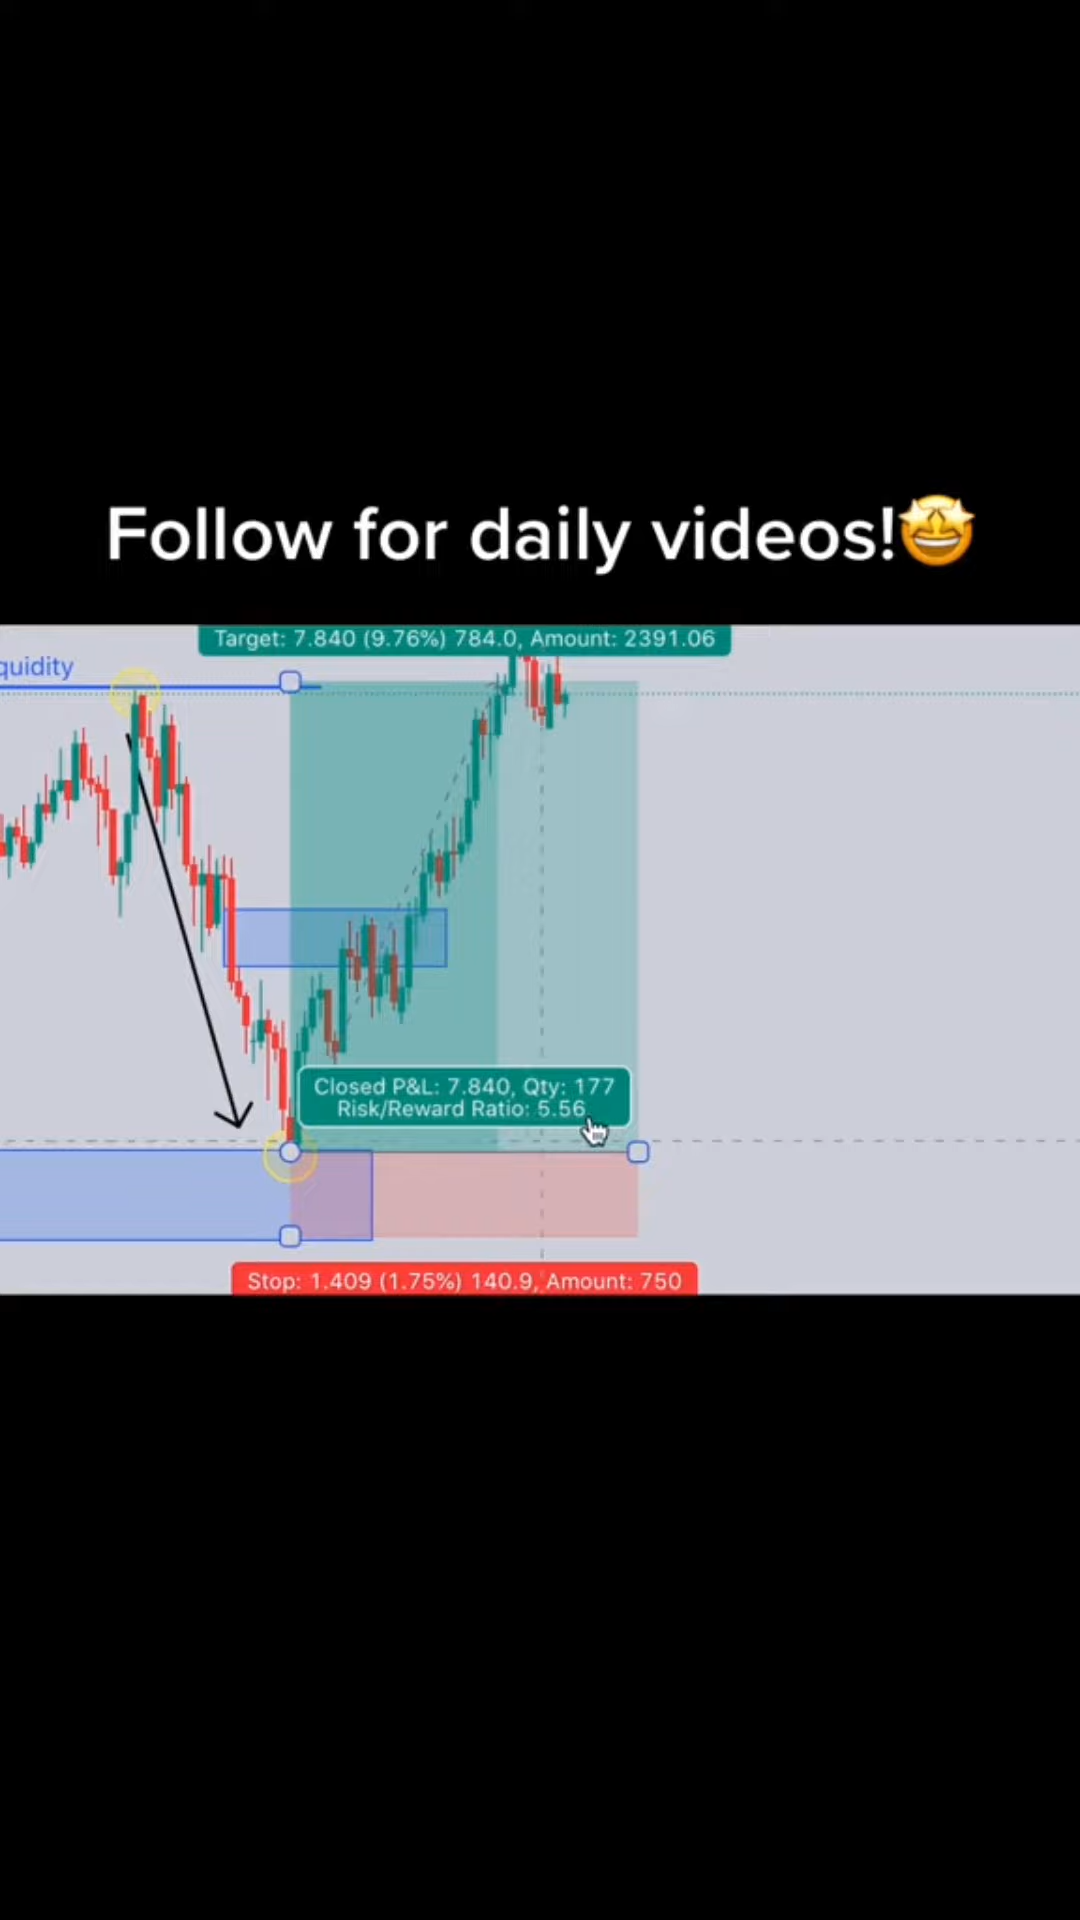 Follow for daily videos!🤩
Target: 7.840 (9.76%) 784.0, Amount: 2391.06
quidity
Closed P&L: 7.840, Qty: 177
Risk/Reward Ratio: 5.56
Stop: 1.409 (1.75%) 140.9, Amount: 750